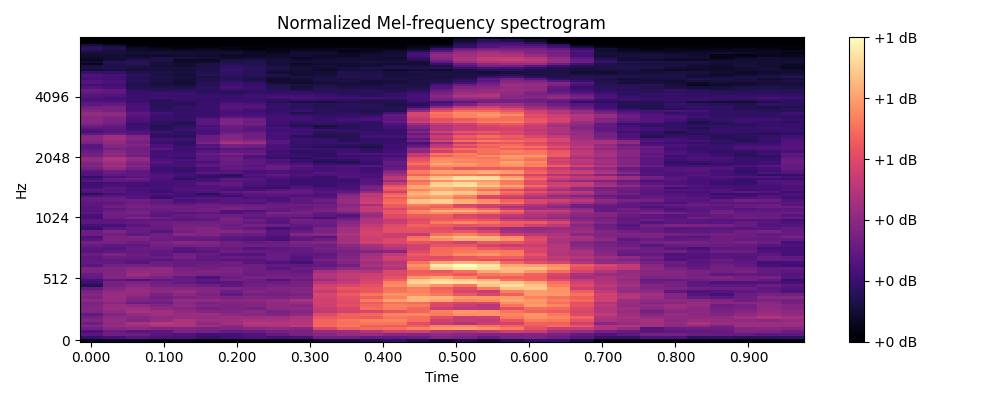 Normalized Mel-frequency spectrogram
Hz
4096
2048
1024
512
0
0.000 0.100 0.200 0.300 0.400 0.500 0.600 0.700 0.800 0.900
Time
+1 dB
+1 dB
+1 dB
+0 dB
+0 dB
+0 dB